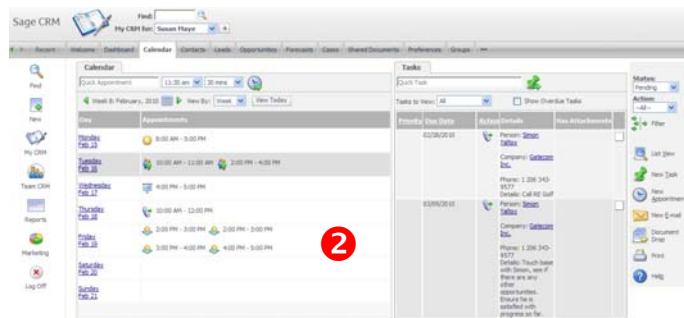 Sage CRM
Find:
My CRM for: Susan Maye
Recent Welcome Dashboard Calendar Contacts Leads Opportunities Forecasts Cases Shared Documents Preferences Groups
Find
New
My CRM
Team CRM
Reports
Marketing
Log Off
Calendar
Quick Appointment 11:30 am 30 mins
Week 8: February, 2010 View By: Week View Today
Day Appointments
Monday
Feb 15
8:00 AM - 5:00 PM
Tuesday
Feb 16
10:00 AM - 11:00 AM 2:00 PM - 4:00 PM
Wednesday
Feb 17
4:00 PM - 5:00 PM
Thursday
Feb 18
10:00 AM - 12:00 PM
Friday
Feb 19
2:00 PM - 3:00 PM 2:00 PM - 3:00 PM
3:00 PM - 4:00 PM 4:00 PM - 5:00 PM
Saturday
Feb 20
Sunday
Feb 21
2
Tasks
Quick Task
Tasks to View: All Show Overdue Tasks
Priority Due Date Action Details Has Attachments
02/28/2010
Person: Simon
Yaltoy
Company: Gatecom
Inc.
Phone: 1 206 343-
9577
Details: Call RE Golf
03/09/2010
Person: Simon
Yaltoy
Company: Gatecom
Inc.
Phone: 1 206 343-
9577
Details: Touch base
with Simon, see if
there are any
other
opportunities.
Ensure he is
satisfied with
progress so far.
Status:
Pending
Action:
--All--
Filter
List View
New Task
New
Appointment
New E-mail
Document
Drop
Print
Help